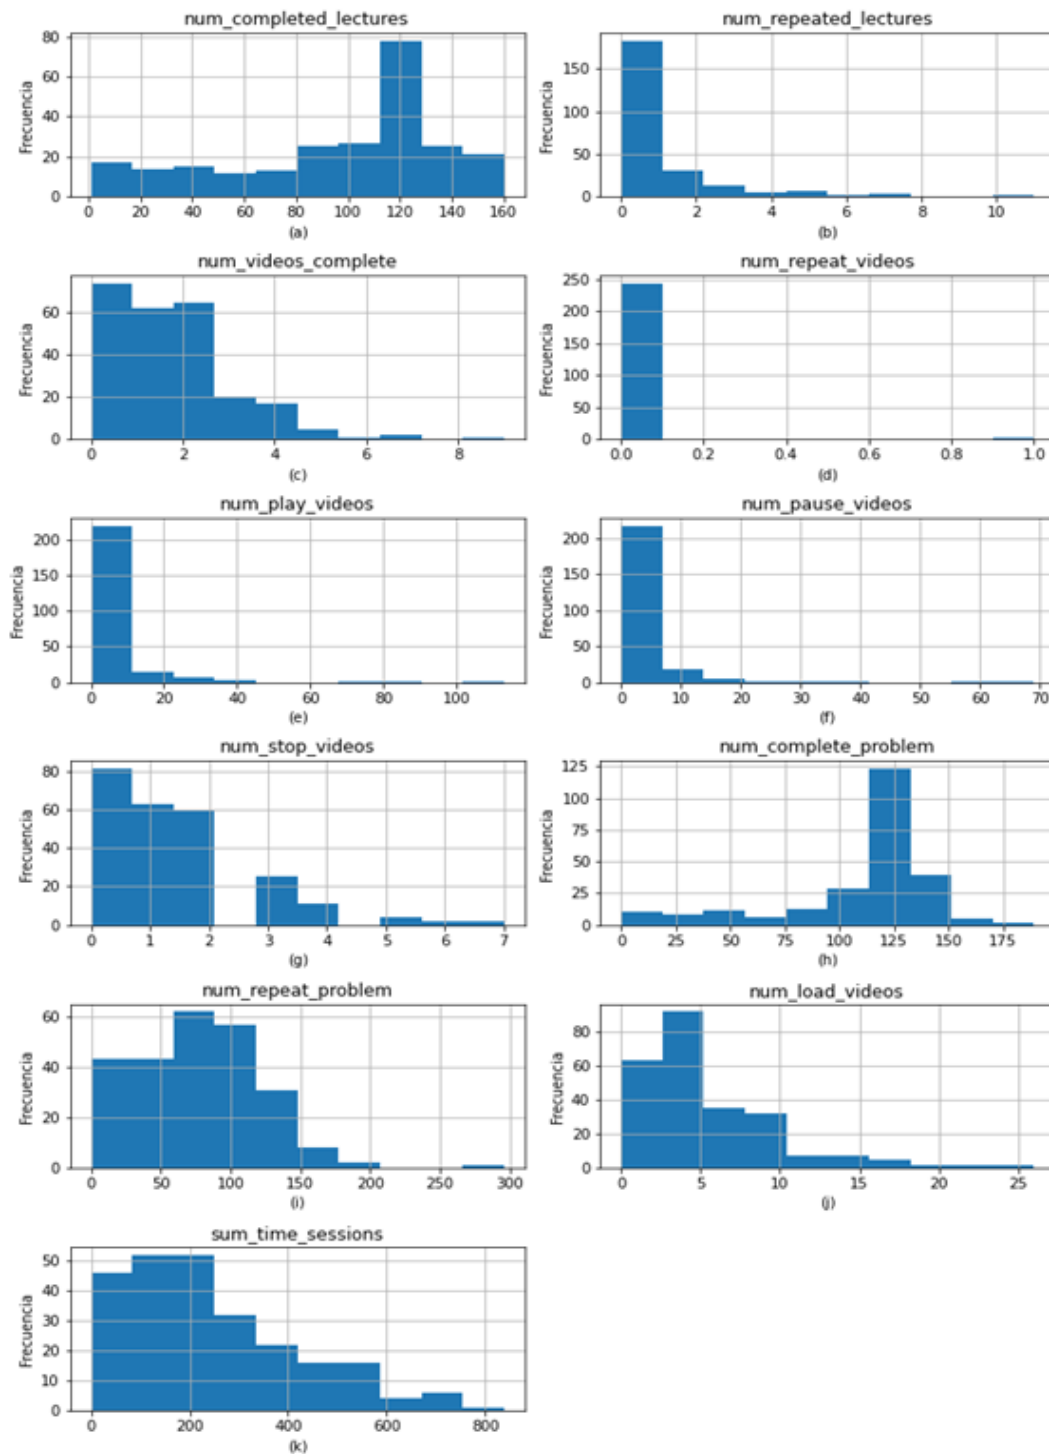 num_completed_lectures
Frecuencia
80
60
40
20
0
0 20 40 60 80 100 120 140 160
(a)
num_repeated_lectures
Frecuencia
150
100
50
0
0 2 4 6 8 10
(b)
num_videos_complete
Frecuencia
60
40
20
0
0 2 4 6 8
(c)
num_repeat_videos
Frecuencia
250
200
150
100
50
0
0.0 0.2 0.4 0.6 0.8 1.0
(d)
num_play_videos
Frecuencia
200
150
100
50
0
0 20 40 60 80 100
(e)
num_pause_videos
Frecuencia
200
150
100
50
0
0 10 20 30 40 50 60 70
(f)
num_stop_videos
Frecuencia
80
60
40
20
0
0 1 2 3 4 5 6 7
(g)
num_complete_problem
Frecuencia
125
100
75
50
25
0
0 25 50 75 100 125 150 175
(h)
num_repeat_problem
Frecuencia
60
40
20
0
0 50 100 150 200 250 300
(i)
num_load_videos
Frecuencia
80
60
40
20
0
0 5 10 15 20 25
(j)
sum_time_sessions
Frecuencia
50
40
30
20
10
0
0 200 400 600 800
(k)